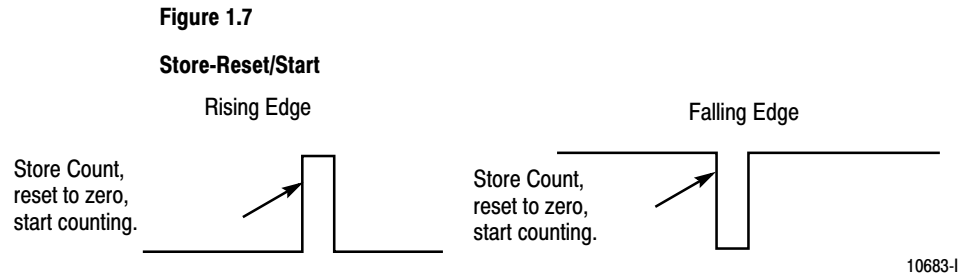 Figure 1.7
Store-Reset/Start
Rising Edge
Store Count,
reset to zero,
start counting.
Falling Edge
Store Count,
reset to zero,
start counting.
10683-I